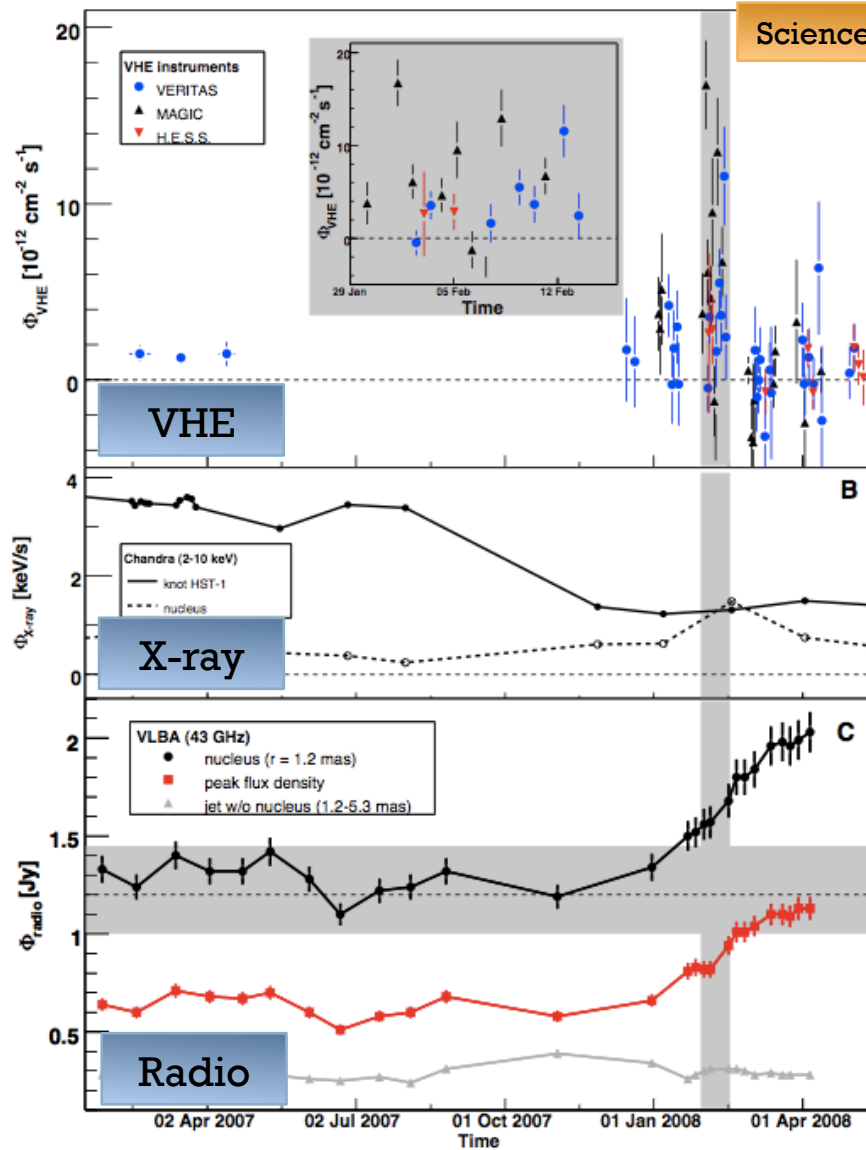 Science
20
10
0
ΦVHE [10⁻¹² cm⁻² s⁻¹]
VHE instruments
VERITAS
MAGIC
H.E.S.S.
20
10
0
ΦVHE [10⁻¹² cm⁻² s⁻¹]
29 Jan 05 Feb 12 Feb
Time
VHE
B
4
2
0
ΦX-ray [keV/s]
Chandra (2-10 keV)
knot HST-1
nucleus
X-ray
C
2
1.5
1
0.5
Φradio [Jy]
VLBA (43 GHz)
nucleus (r = 1.2 mas)
peak flux density
jet w/o nucleus (1.2-5.3 mas)
Radio
02 Apr 2007 02 Jul 2007 01 Oct 2007 01 Jan 2008 01 Apr 2008
Time